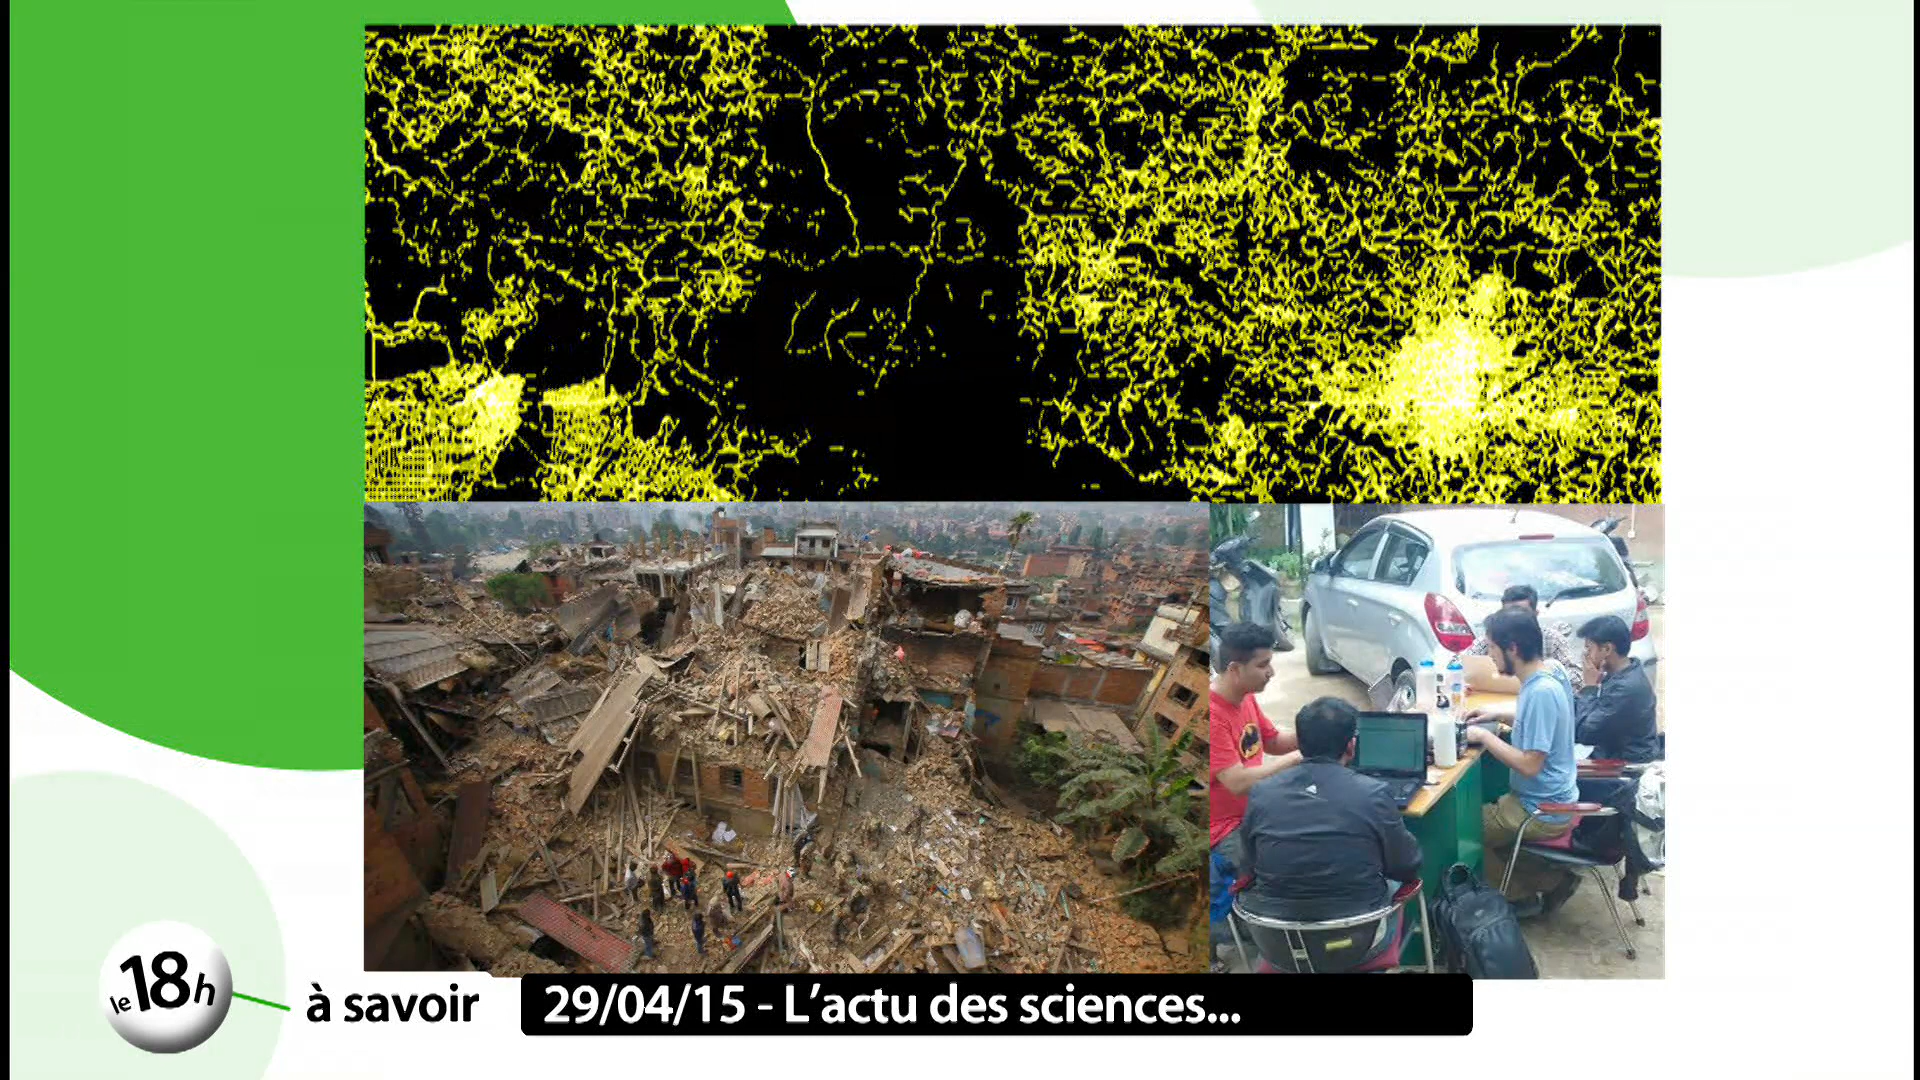 le 18h
à savoir
29/04/15 - L'actu des sciences...